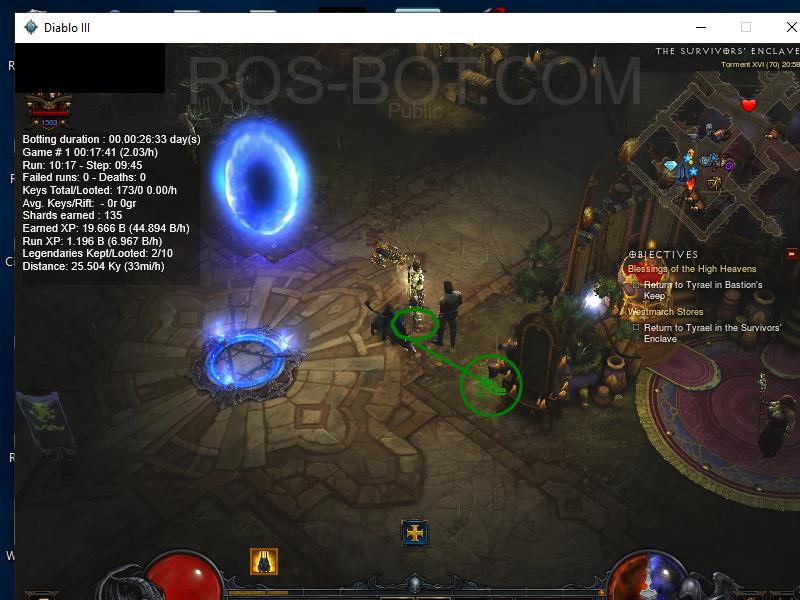 Diablo III
THE SURVIVORS' ENCLAVE
Torment XVI (70) 20:58
ROS-BOT.COM
Public
1563
Botting duration : 00.00:26:33 day(s)
Game # 1 00:17:41 (2.03/h)
Run: 10:17 - Step: 09:45
Failed runs: 0 - Deaths: 0
Keys Total/Looted: 173/0 0.00/h
Avg. Keys/Rift: - 0r 0gr
Shards earned : 135
Earned XP: 19.666 B (44.894 B/h)
Run XP: 1.196 B (6.967 B/h)
Legendaries Kept/Looted: 2/10
Distance: 25.504 Ky (33mi/h)
OBJECTIVES
Blessings of the High Heavens
Return to Tyrael in Bastion's
Keep
Westmarch Stores
Return to Tyrael in the Survivors'
Enclave